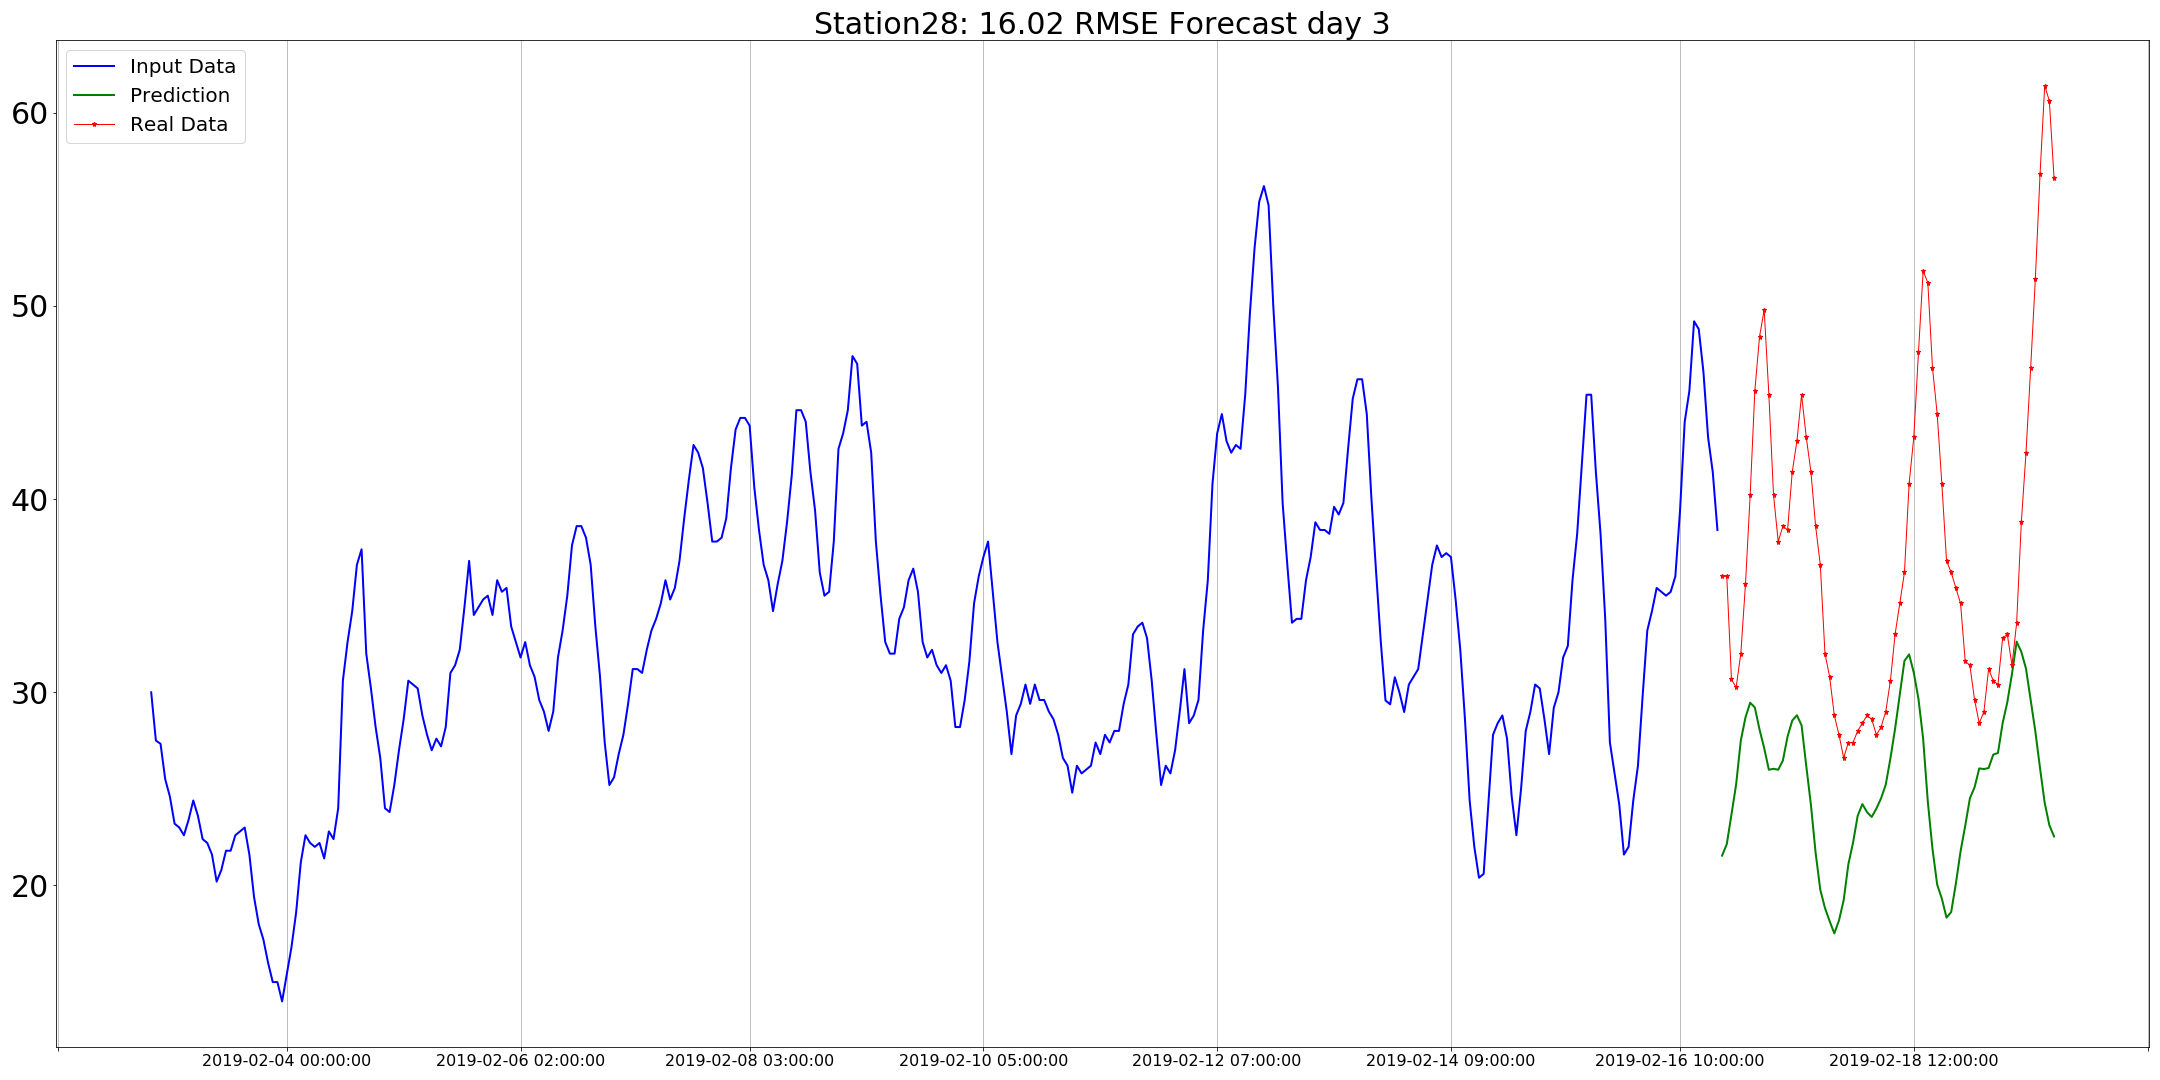 Station28: 16.02 RMSE Forecast day 3
Input Data
Prediction
Real Data
60
50
40
30
20
2019-02-04 00:00:00 2019-02-06 02:00:00 2019-02-08 03:00:00 2019-02-10 05:00:00 2019-02-12 07:00:00 2019-02-14 09:00:00 2019-02-16 10:00:00 2019-02-18 12:00:00